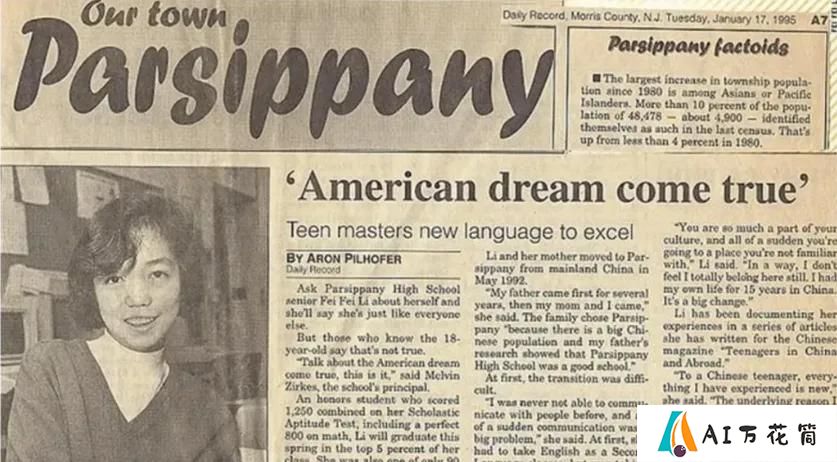 Our town
Parsippany
Daily Record, Morris County, N.J. Tuesday, January 17, 1995 A7
Parsippany factoids
■ The largest increase in township popula-
tion since 1980 is among Asians or Pacific
Islanders. More than 10 percent of the popu-
lation of 48,478 — about 4,900 — identified
themselves as such in the last census. That's
up from less than 4 percent in 1980.
‘American dream come true’
Teen masters new language to excel
BY ARON PILHOFER
Daily Record
Ask Parsippany High School
senior Fei Fei Li about herself and
she'll say she's just like everyone
else.
But those who know the 18-
year-old say that's not true.
"Talk about the American dream
come true, this is it," said Melvin
Zirkes, the school's principal.
An honors student who scored
1,250 combined on her Scholastic
Aptitude Test, including a perfect
800 on math, Li will graduate this
spring in the top 5 percent of her
class. She was also one of only
Li and her mother moved to Par-
sippany from mainland China in
May 1992.
"My father came first for several
years, then my mom and I came,"
she said. The family chose Parsip-
pany "because there is a big Chi-
nese population and my father's
research showed that Parsippany
High School was a good school."
At first, the transition was diffi-
cult.
"I was never not able to commu-
nicate with people before, and
of a sudden communication was
big problem," she said. At first,
had to take English as a Seco
"You are so much a part of your
culture, and all of a sudden you're
going to a place you're not familiar
with," Li said. "In a way, I don't
feel I totally belong here still. I had
my own life for 15 years in China.
It's a big change."
Li has been documenting her
experiences in a series of articles
she has written for the Chinese
magazine "Teenagers in China
and Abroad."
"To a Chinese teenager, every-
thing I have experienced is new,"
she said. "The underlying reason I
AI万花筒